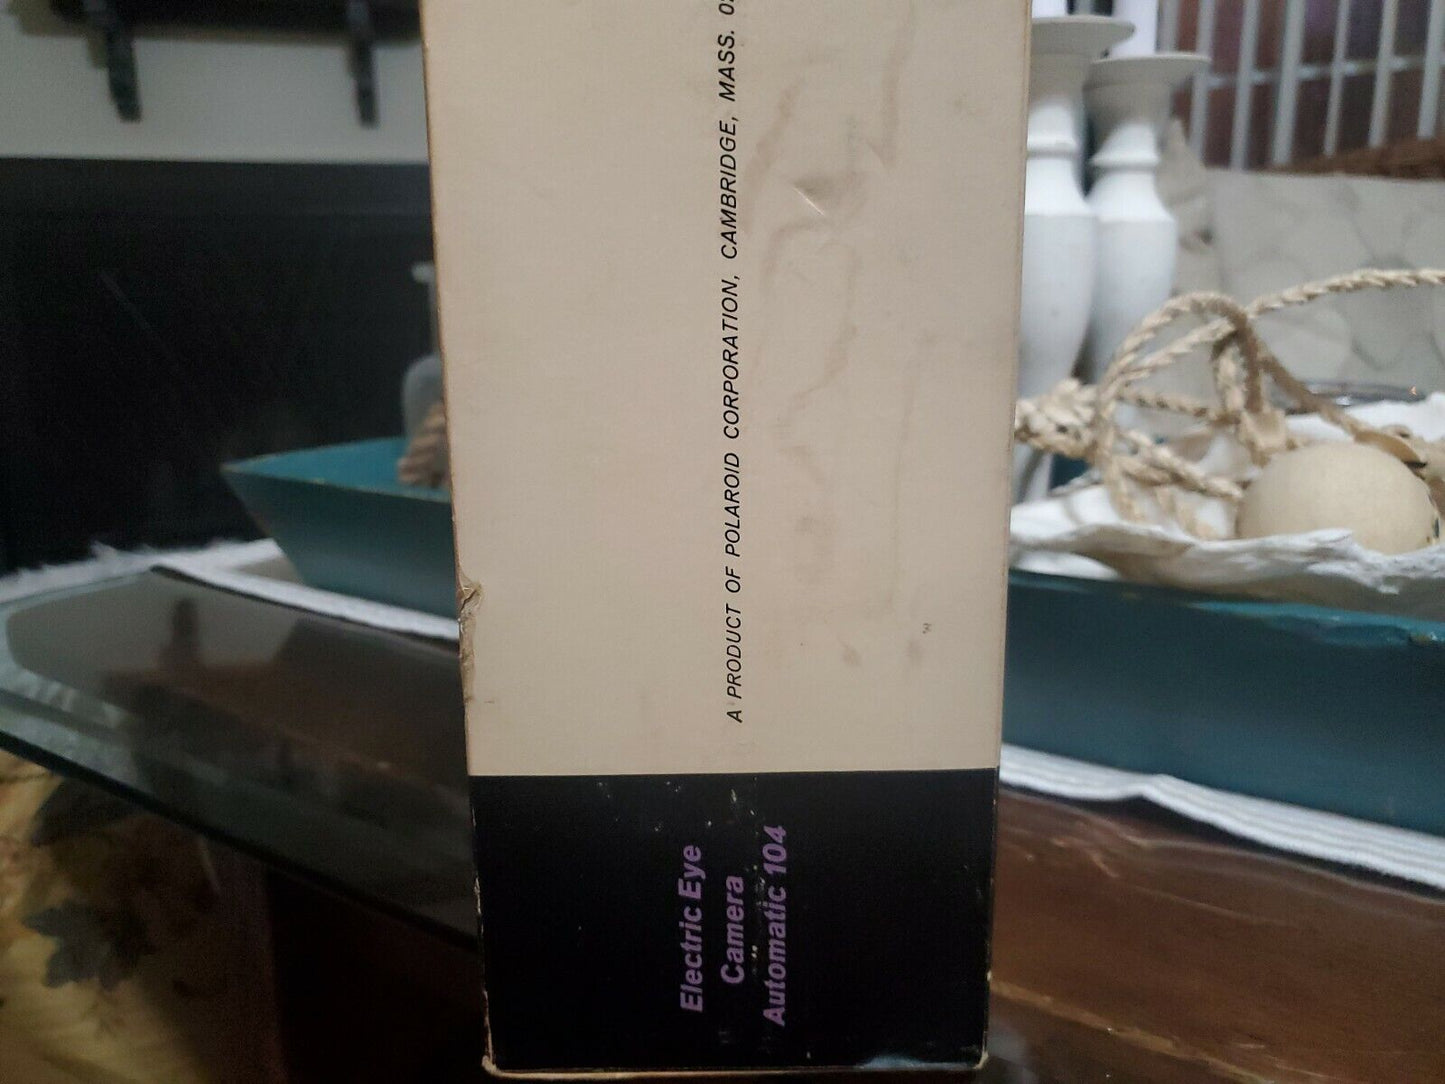 A PRODUCT OF POLAROID CORPORATION, CAMBRIDGE, MASS.
Electric Eye
Camera
Automatic 104